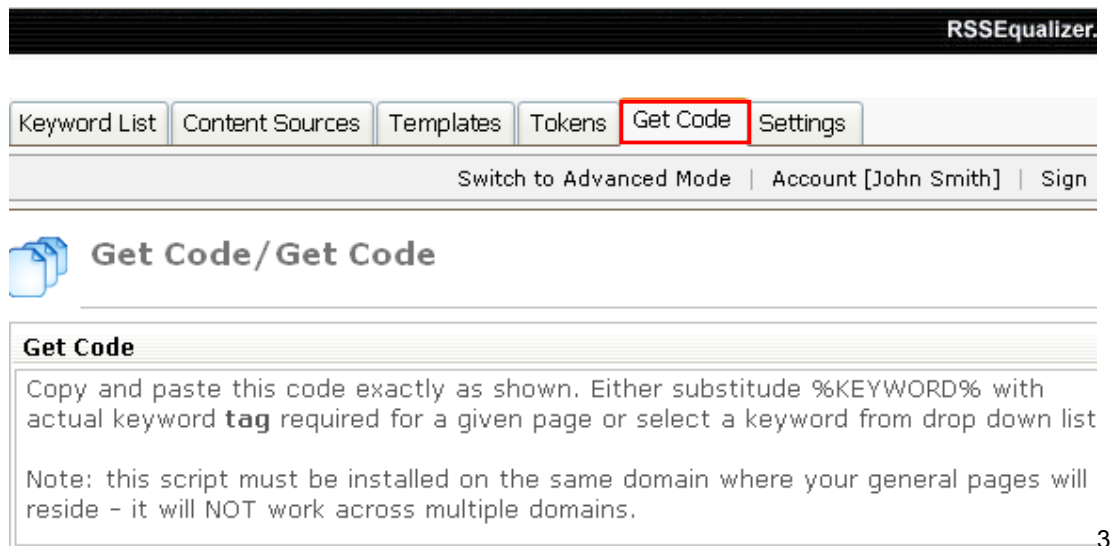 RSSEqualizer.
Keyword List Content Sources Templates Tokens Get Code Settings
Switch to Advanced Mode | Account [John Smith] | Sign
Get Code/Get Code
Get Code
Copy and paste this code exactly as shown. Either substitude %KEYWORD% with
actual keyword tag required for a given page or select a keyword from drop down list
Note: this script must be installed on the same domain where your general pages will
reside – it will NOT work across multiple domains.
3